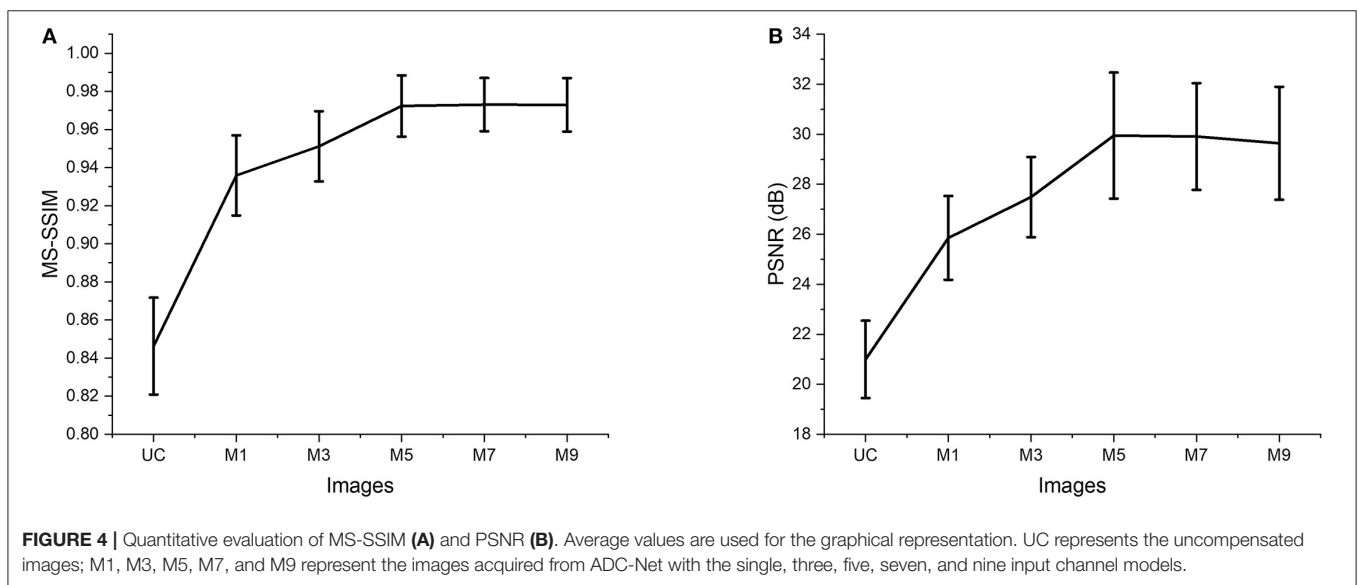 A
1.00
0.98
0.96
0.94
0.92
0.90
0.88
0.86
0.84
0.82
0.80
MS-SSIM
UC M1 M3 M5 M7 M9
Images
B
34
32
30
28
26
24
22
20
18
PSNR (dB)
UC M1 M3 M5 M7 M9
Images
FIGURE 4 | Quantitative evaluation of MS-SSIM (A) and PSNR (B). Average values are used for the graphical representation. UC represents the uncompensated
images; M1, M3, M5, M7, and M9 represent the images acquired from ADC-Net with the single, three, five, seven, and nine input channel models.